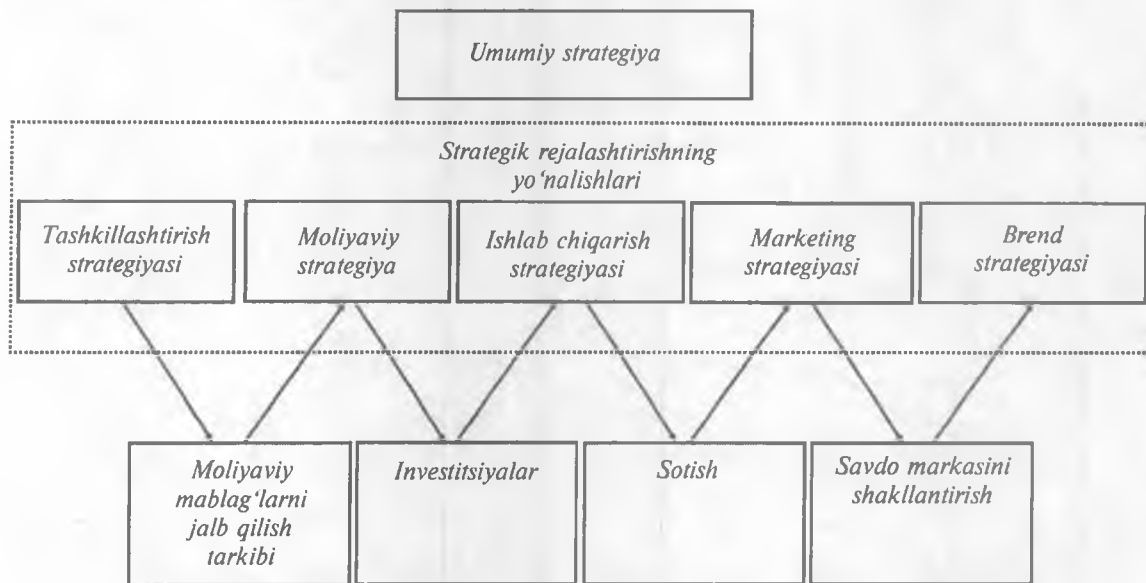 Umumiy strategiya
Strategik rejalashtirishning
yo‘nalishlari
Tashkillashtirish
strategiyasi
Moliyaviy
strategiya
Ishlab chiqarish
strategiyasi
Marketing
strategiyasi
Brend
strategiyasi
Moliyaviy
mablag‘larni
jalb qilish
tarkibi
Investitsiyalar
Sotish
Savdo markasini
shakllantirish